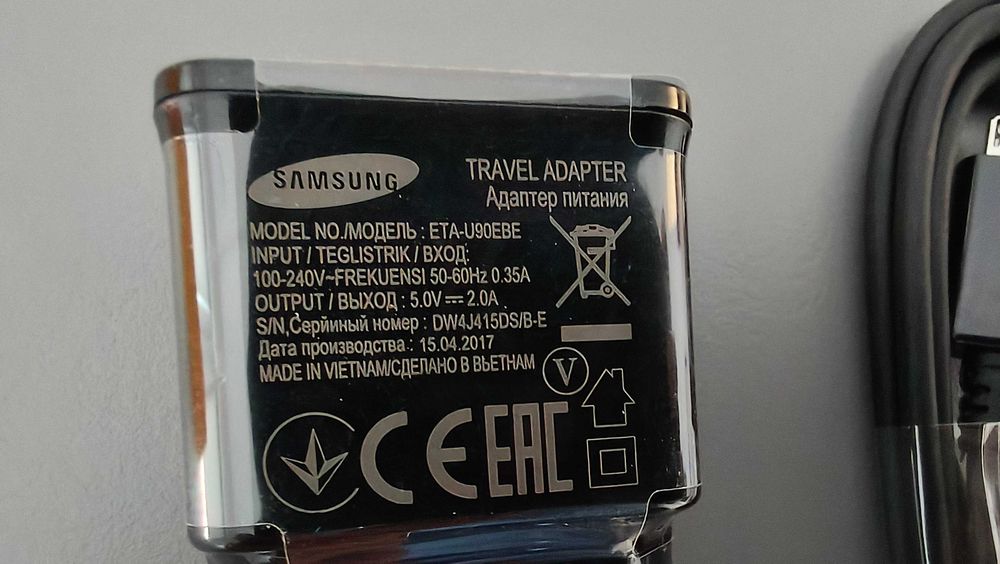 SAMSUNG
TRAVEL ADAPTER
Адаптер питания
MODEL NO./МОДЕЛЬ : ETA-U90EBE
INPUT / TEGLISTRIK / ВХОД:
100-240V~FREKUENSI 50-60Hz 0.35A
OUTPUT / ВЫХОД : 5.0V⎓2.0A
S/N,Серйиный номер : DW4J415DS/B-E
Дата производства : 15.04.2017
MADE IN VIETNAM/СДЕЛАНО В ВЬЕТНАМ
V
CE EAC